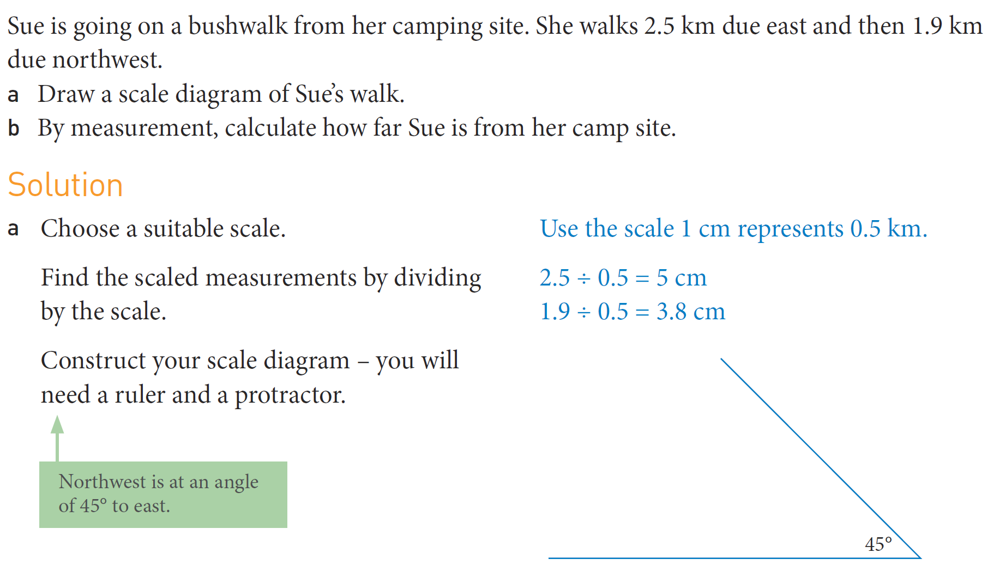 Sue is going on a bushwalk from her camping site. She walks 2.5 km due east and then 1.9 km
due northwest.
a Draw a scale diagram of Sue’s walk.
b By measurement, calculate how far Sue is from her camp site.
Solution
a Choose a suitable scale.
Use the scale 1 cm represents 0.5 km.
Find the scaled measurements by dividing
by the scale.
2.5 ÷ 0.5 = 5 cm
1.9 ÷ 0.5 = 3.8 cm
Construct your scale diagram – you will
need a ruler and a protractor.
Northwest is at an angle
of 45° to east.
45°